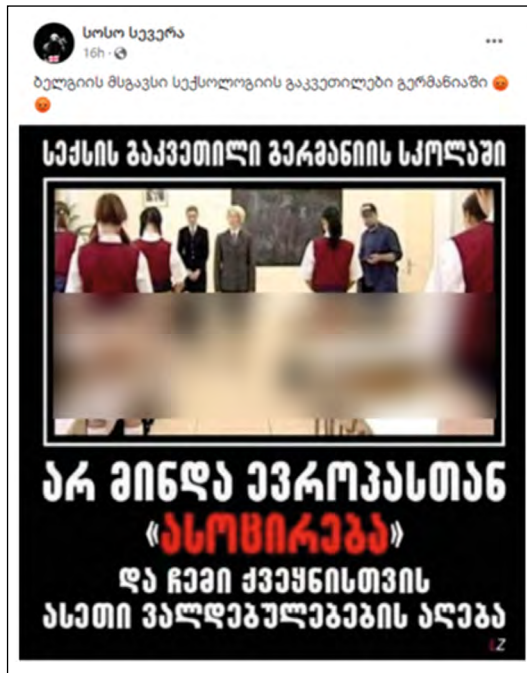 სოსო სევერა
16h
ბელგიის მსგავსი სექსოლოგიის გაკვეთილები გერმანიაში 😡
😡
სექსის გაკვეთილი გერმანიის სკოლაში
არ მინდა ევროპასთან
«ასოცირება»
და ჩემი ქვეყნისთვის
ასეთი ვალდებულებების აღება
LZ